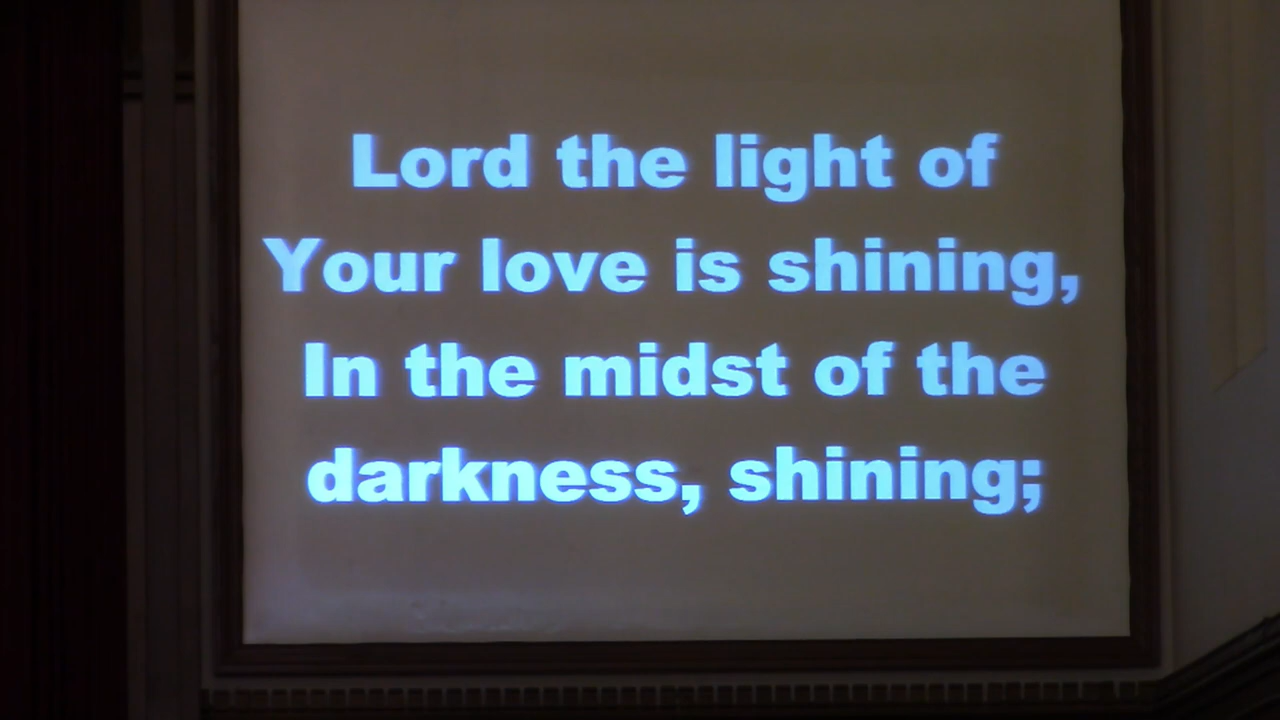 Lord the light of
Your love is shining,
In the midst of the
darkness, shining;